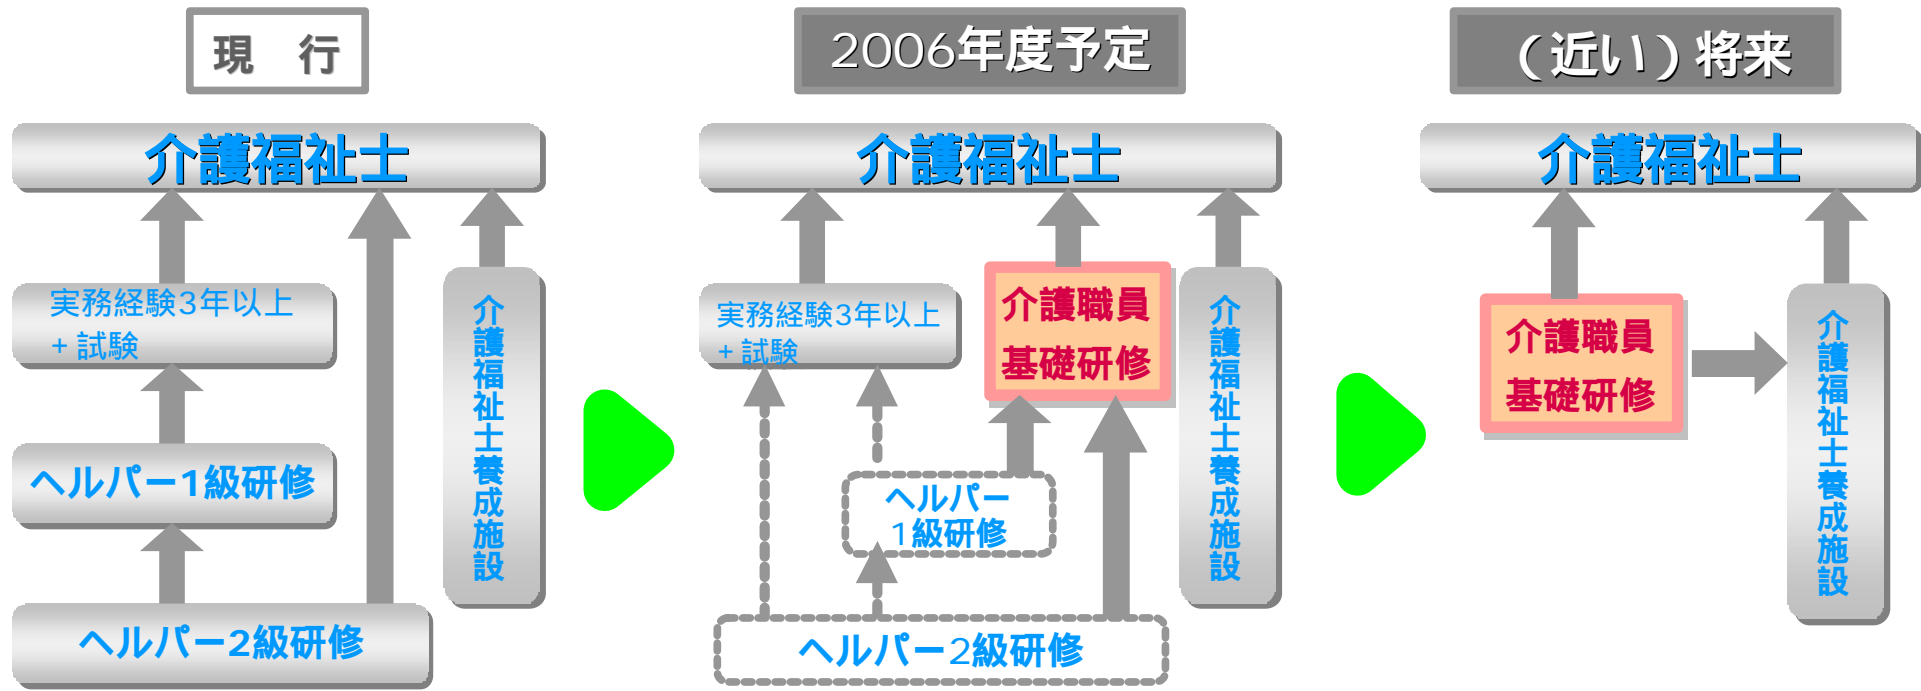 現　行
介護福祉士
実務経験3年以上
+ 試験
ヘルパー1級研修
ヘルパー2級研修
介護福祉士養成施設
2006年度予定
介護福祉士
実務経験3年以上
+ 試験
介護職員
基礎研修
ヘルパー
1級研修
ヘルパー2級研修
介護福祉士養成施設
（近い）将来
介護福祉士
介護職員
基礎研修
介護福祉士養成施設